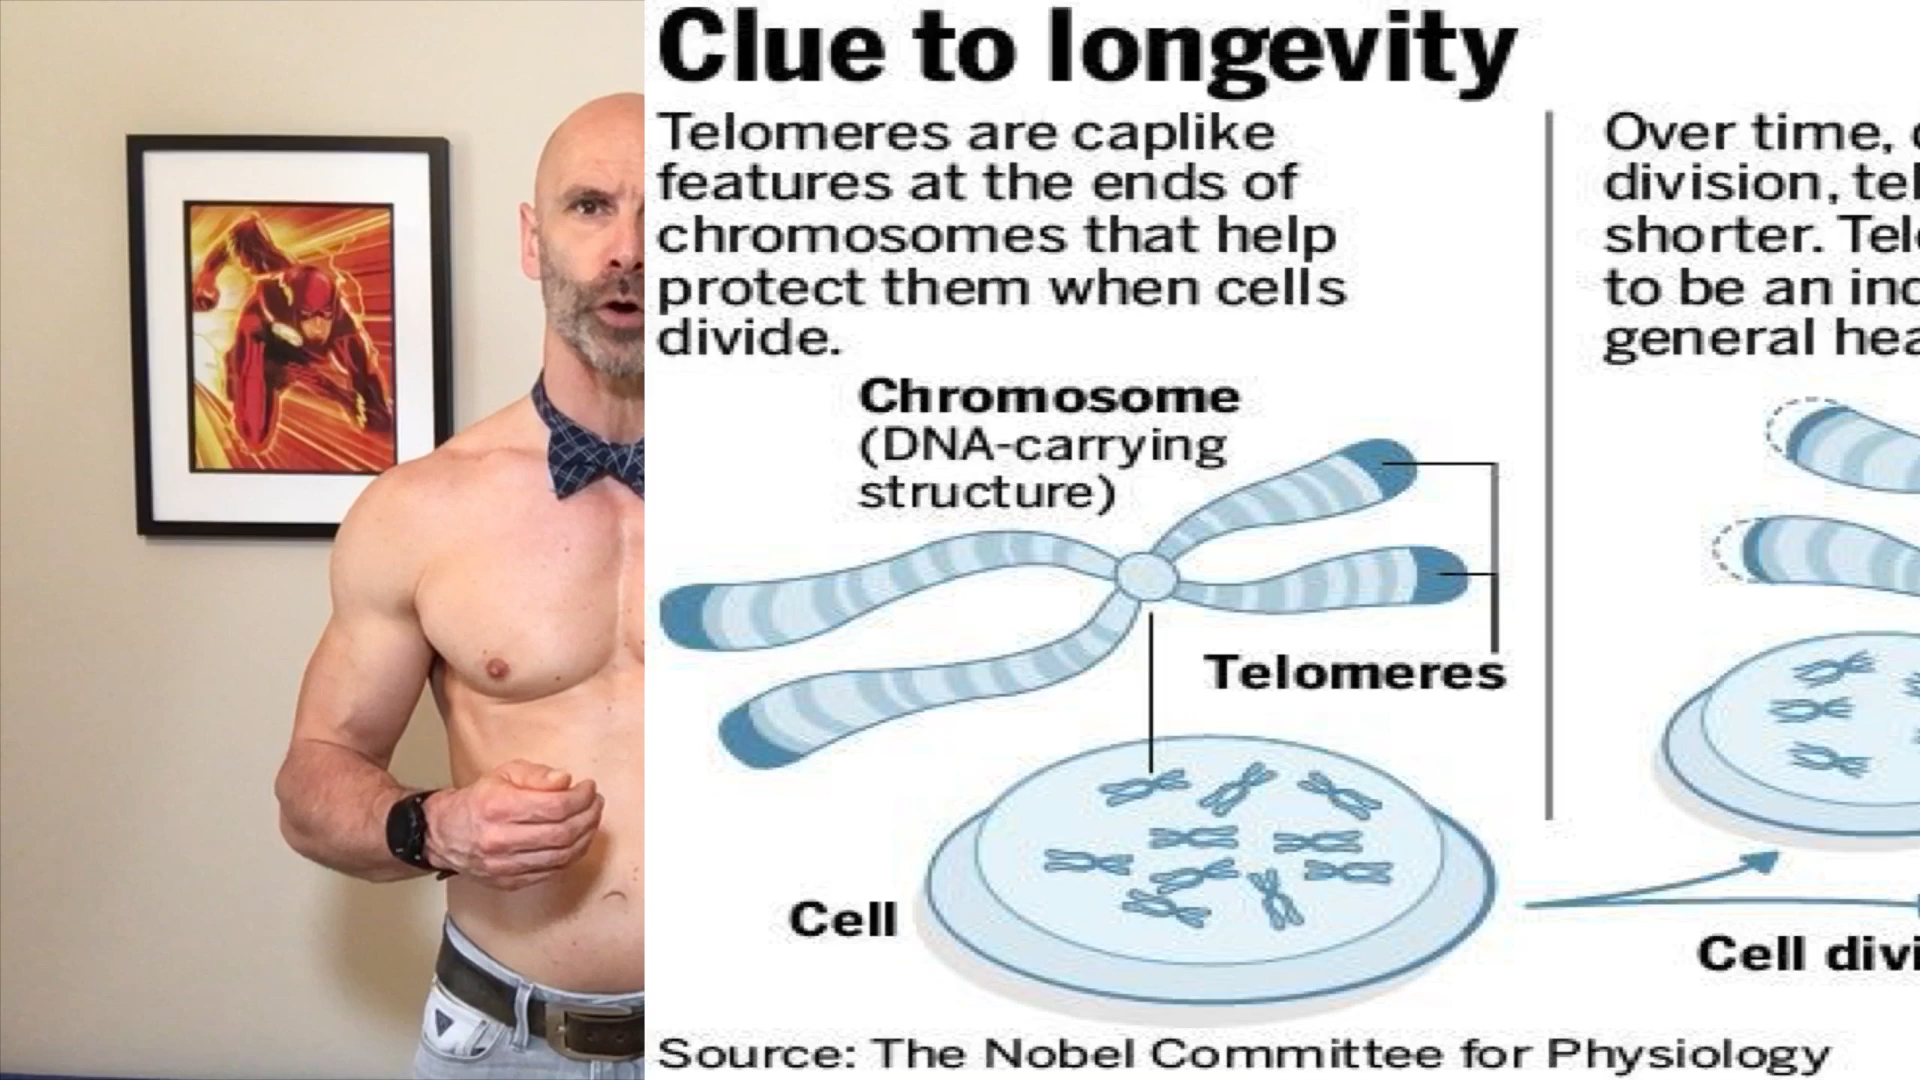 Clue to longevity
Telomeres are caplike
features at the ends of
chromosomes that help
protect them when cells
divide.
Chromosome
(DNA-carrying
structure)
Telomeres
Cell
Over time,
division,
shorter.
to be an
general
Cell
Source: The Nobel Committee for Physiology